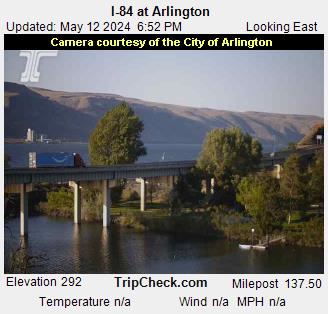 I-84 at Arlington
Updated: May 12 2024 6:52 PM Looking East
Camera courtesy of the City of Arlington
Elevation 292 TripCheck.com Milepost 137.50
Temperature n/a Wind n/a MPH n/a